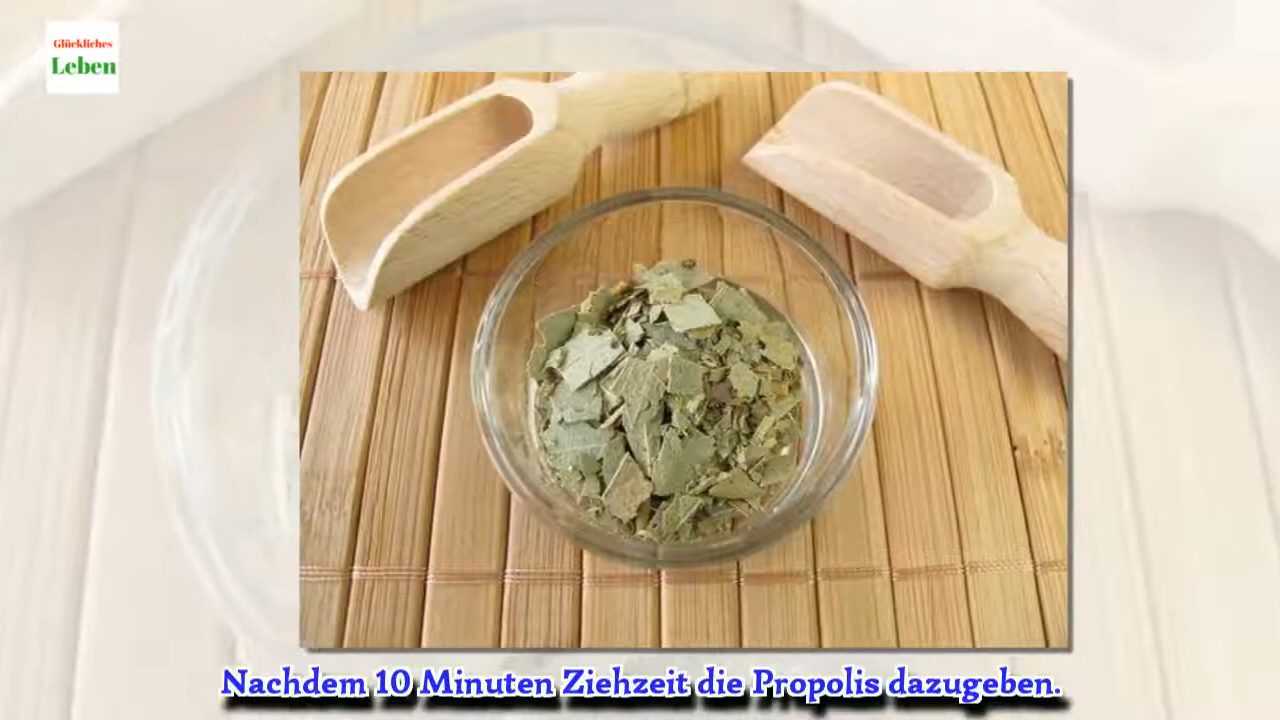 Glückliches
Leben
Nachdem 10 Minuten Ziehzeit die Propolis dazugeben.